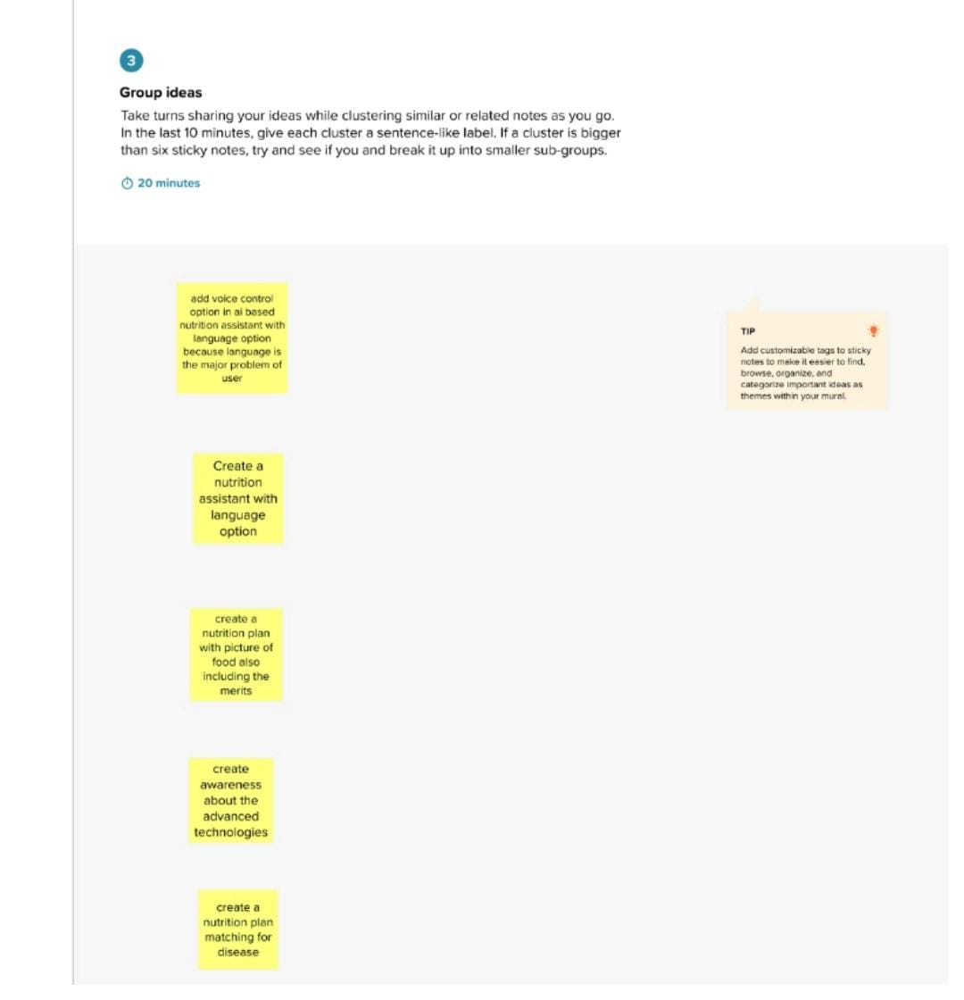 3
Group ideas
Take turns sharing your ideas while clustering similar or related notes as you go.
In the last 10 minutes, give each cluster a sentence-like label. If a cluster is bigger
than six sticky notes, try and see if you and break it up into smaller sub-groups.
20 minutes
add voice control
option in ai based
nutrition assistant with
language option
because language is
the major problem of
user
TIP
Add customizable tags to sticky
notes to make it easier to find,
browse, organize, and
categorize important ideas as
themes within your mural.
Create a
nutrition
assistant with
language
option
create a
nutrition plan
with picture of
food also
including the
merits
create
awareness
about the
advanced
technologies
create a
nutrition plan
matching for
disease